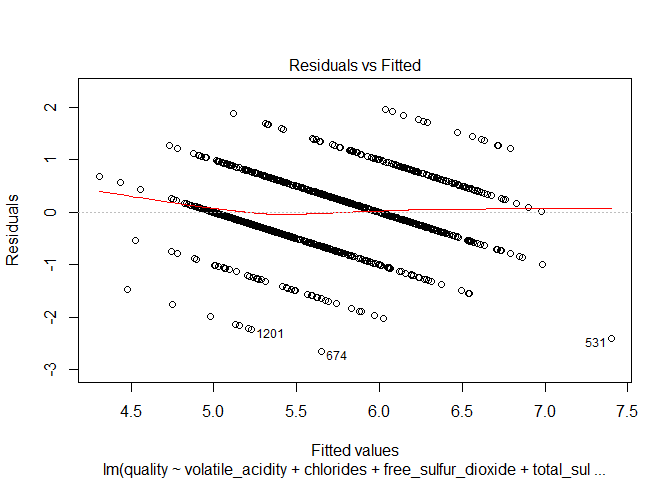 Residuals vs Fitted
Residuals
2
1
0
-1
-2
-3
1201
674
531
4.5 5.0 5.5 6.0 6.5 7.0 7.5
Fitted values
lm(quality ~ volatile_acidity + chlorides + free_sulfur_dioxide + total_sul ...